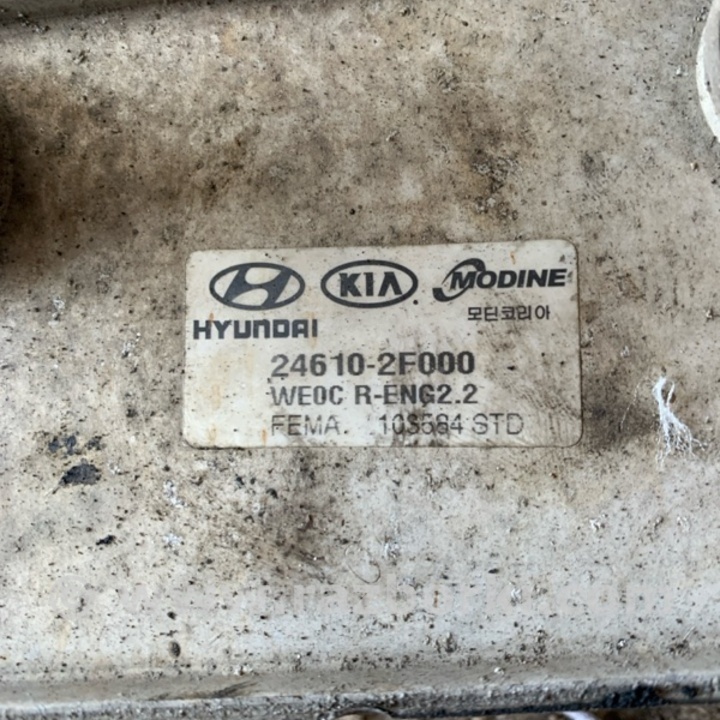 KIA MODINE
HYUNDAI 모딘코리아
24610-2F000
WE0C R-ENG2.2
FEMA. 103584 STD